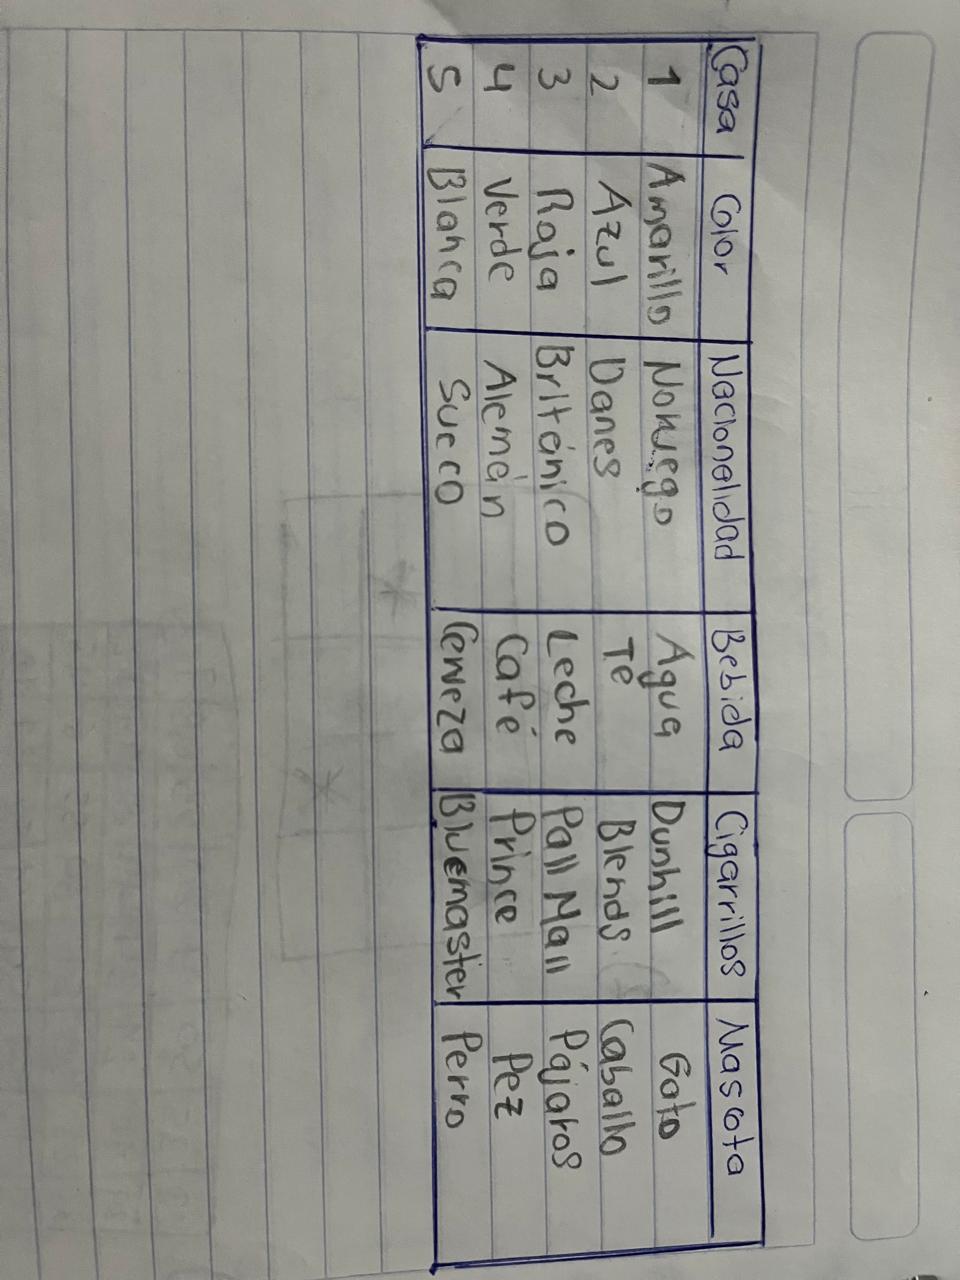 Casa Color Nacionalidad Bebida Cigarrillos Mascota
1 Amarillo Noruego Agua Dunhill Gato
2 Azul Danes Té Blends Caballo
3 Roja Británico Leche Pall Mall Pájaros
4 Verde Alemán Café Prince Pez
5 Blanca Sueco Cerveza Bluemaster Perro